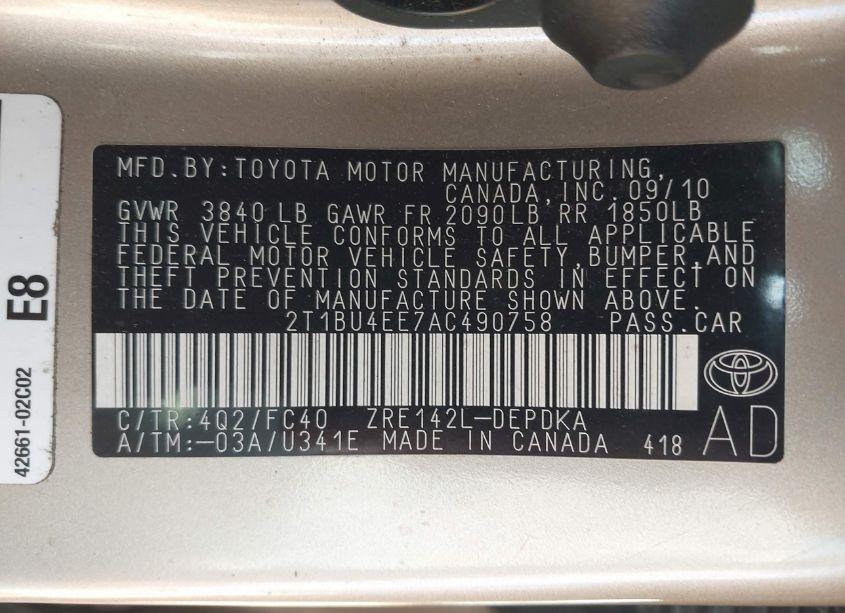 MFD.BY:TOYOTA MOTOR MANUFACTURING,
CANADA,INC. 09/10
GVWR 3840 LB GAWR FR 2090LB RR 1850LB
THIS VEHICLE CONFORMS TO ALL APPLICABLE
FEDERAL MOTOR VEHICLE SAFETY,BUMPER,AND
THEFT PREVENTION STANDARDS IN EFFECT ON
THE DATE OF MANUFACTURE SHOWN ABOVE.
2T1BU4EE7AC490758 PASS.CAR
C/TR:4Q2/FC40 ZRE142L-DEPDKA
A/TM:-03A/U341E MADE IN CANADA 418
AD
E8
42661-02C02